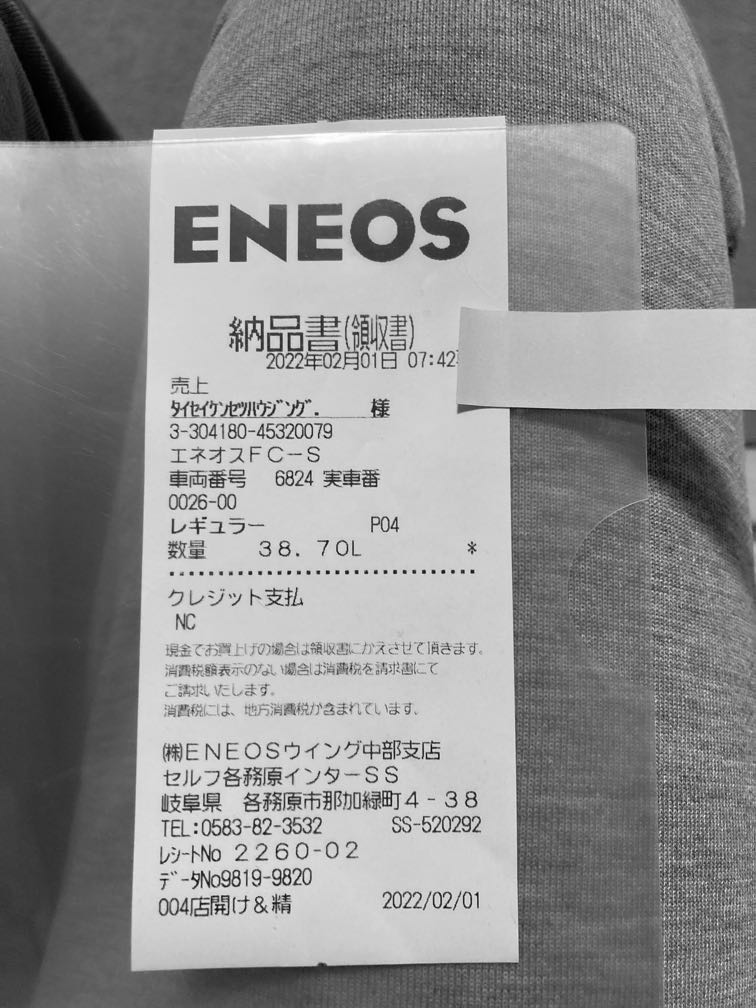 ENEOS
納品書(領収書)
2022年02月01日 07:42
売上
ﾀｲｾｲｹﾝｾﾂﾊｳｼﾞﾝｸﾞ. 様
3-304180-45320079
エネオスFC-S
車両番号 6824 実車番
0026-00
レギュラー P04
数量 38.70L *
クレジット支払
NC
現金でお買上げの場合は領収書にかえさせて頂きます。
消費税額表示のない場合は消費税を請求書にて
ご請求いたします。
消費税には、地方消費税が含まれています。
㈱ENEOSウイング中部支店
セルフ各務原インターSS
岐阜県 各務原市那加緑町4-38
TEL:0583-82-3532 SS-520292
ﾚｼｰﾄNo 2260-02
ﾃﾞｰﾀNo9819-9820
004店開け&精 2022/02/01